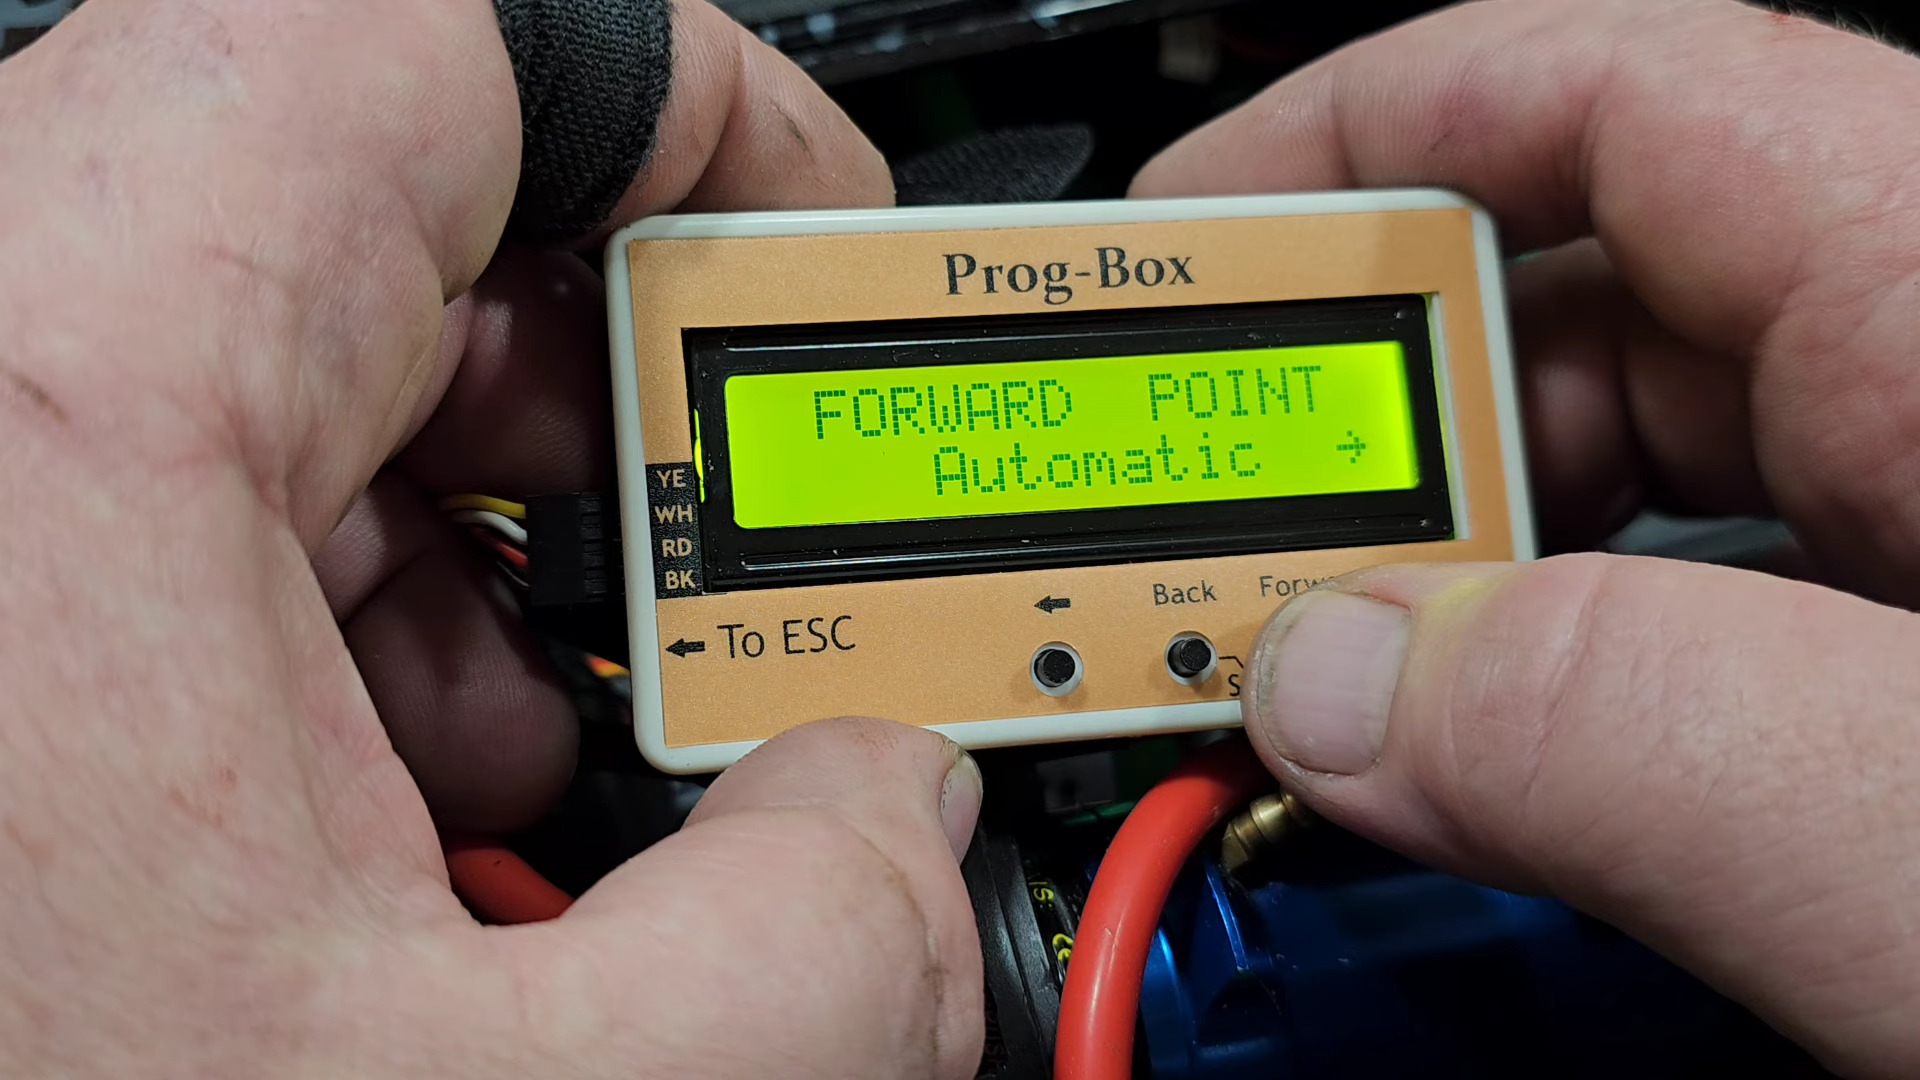 Prog-Box
FORWARD POINT
Automatic →
YE
WH
RD
BK
← To ESC
←
Back